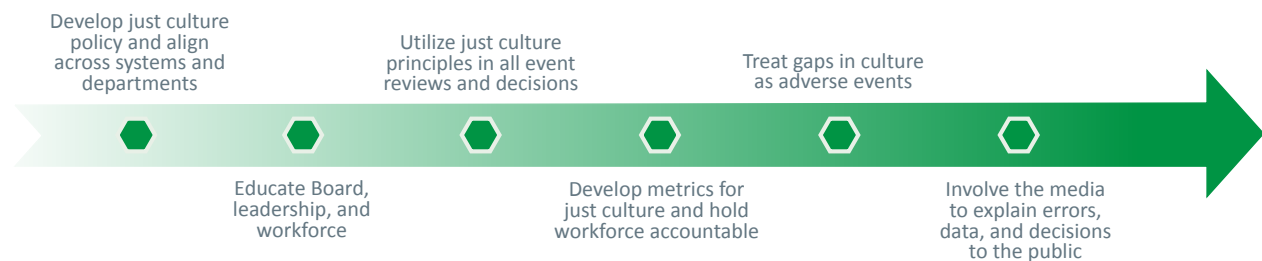 Develop just culture
policy and align
across systems and
departments
Educate Board,
leadership, and
workforce
Utilize just culture
principles in all event
reviews and decisions
Develop metrics for
just culture and hold
workforce accountable
Treat gaps in culture
as adverse events
Involve the media
to explain errors,
data, and decisions
to the public